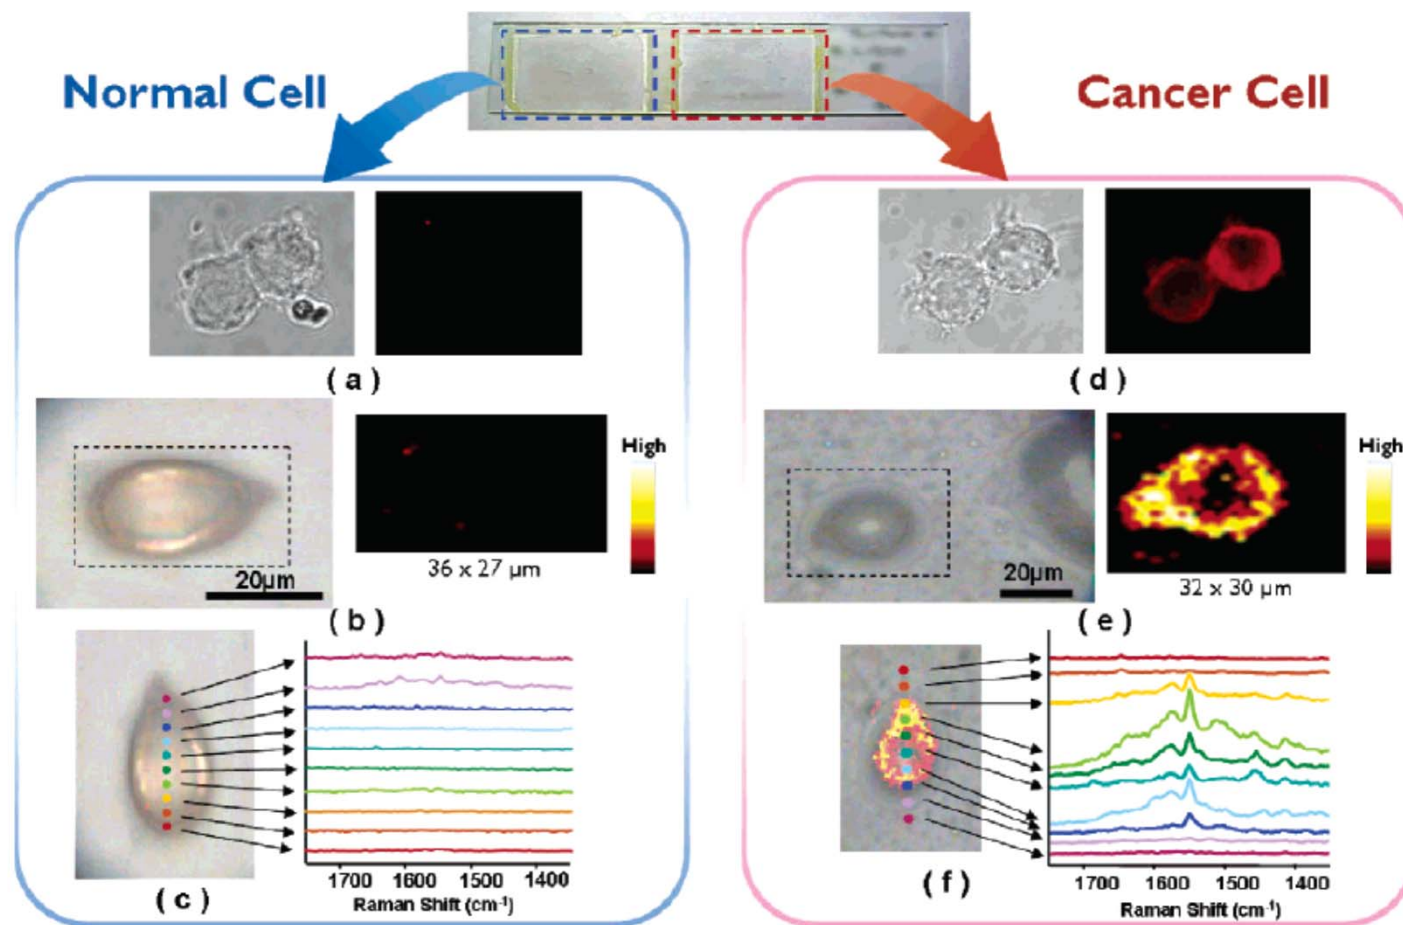 Normal Cell
Cancer Cell
( a )
( d )
High
20μm
36 x 27 μm
( b )
High
20μm
32 x 30 μm
( e )
1700 1600 1500 1400
Raman Shift (cm⁻¹)
( c )
1700 1600 1500 1400
Raman Shift (cm⁻¹)
( f )